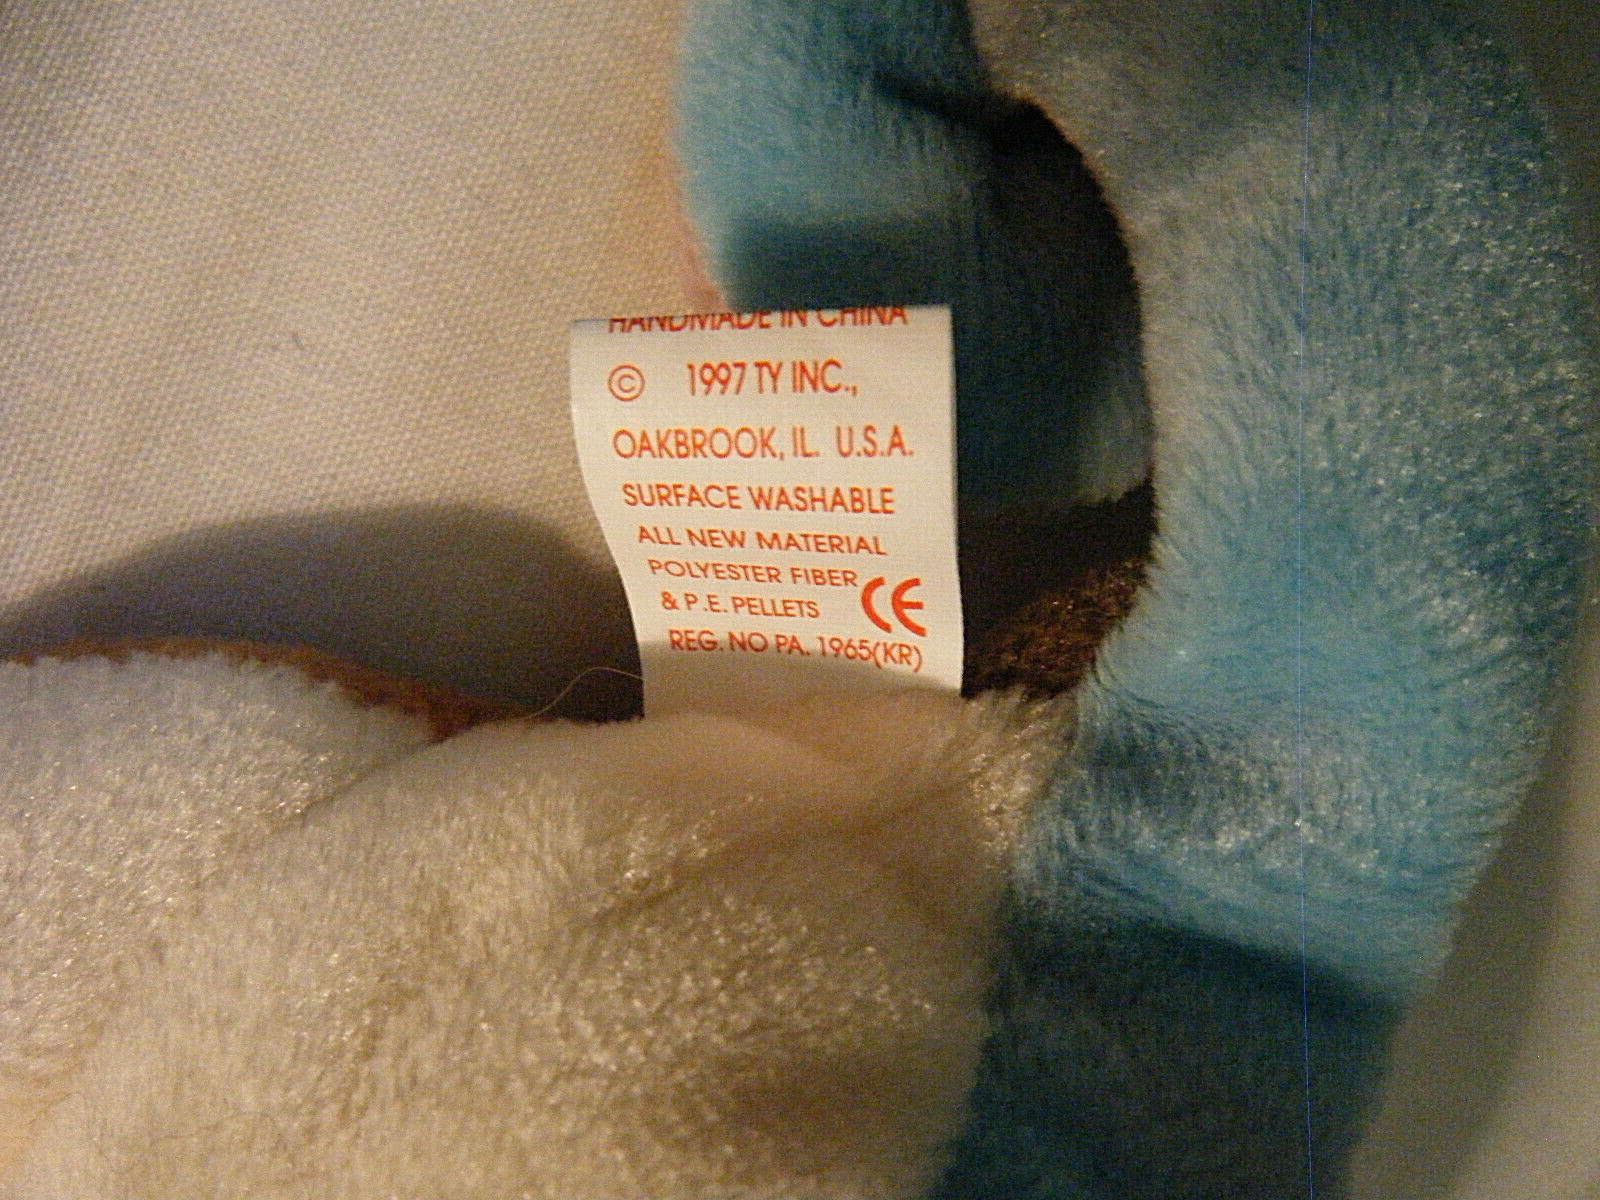 HANDMADE IN CHINA
© 1997 TY INC.,
OAKBROOK, IL. U.S.A.
SURFACE WASHABLE
ALL NEW MATERIAL
POLYESTER FIBER
& P.E. PELLETS CE
REG. NO PA. 1965(KR)